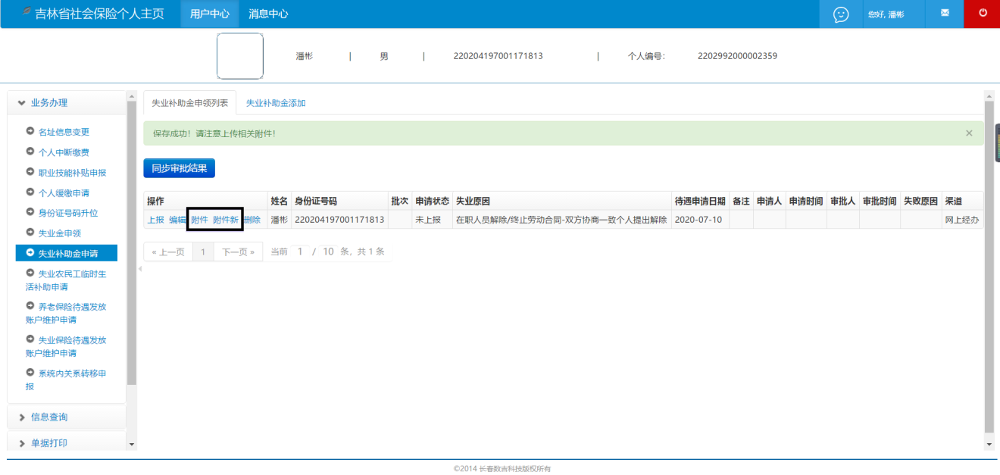 吉林省社会保险个人主页 用户中心 消息中心 您好, 潘彬
潘彬 | 男 | 220204197001171813 | 个人编号： 2202992000002359
业务办理
名址信息变更
个人中断缴费
职业技能补贴申报
个人缓缴申请
身份证号码升位
失业金申领
失业补助金申请
失业农民工临时生
活补助申请
养老保险待遇发放
账户维护申请
失业保险待遇发放
账户维护申请
系统内关系转移申
报
信息查询
单据打印
失业补助金申领列表 失业补助金添加
保存成功！请注意上传相关附件！ ×
同步审批结果
操作 姓名 身份证号码 批次 申请状态 失业原因 待遇申请日期 备注 申请人 申请时间 审批人 审批时间 失败原因 渠道
上报 编辑 附件 附件新 删除 潘彬 220204197001171813 未上报 在职人员解除/终止劳动合同-双方协商一致个人提出解除 2020-07-10 网上经办
« 上一页 1 下一页 » 当前 1 / 10 条，共 1 条
©2014 长春数吉科技版权所有